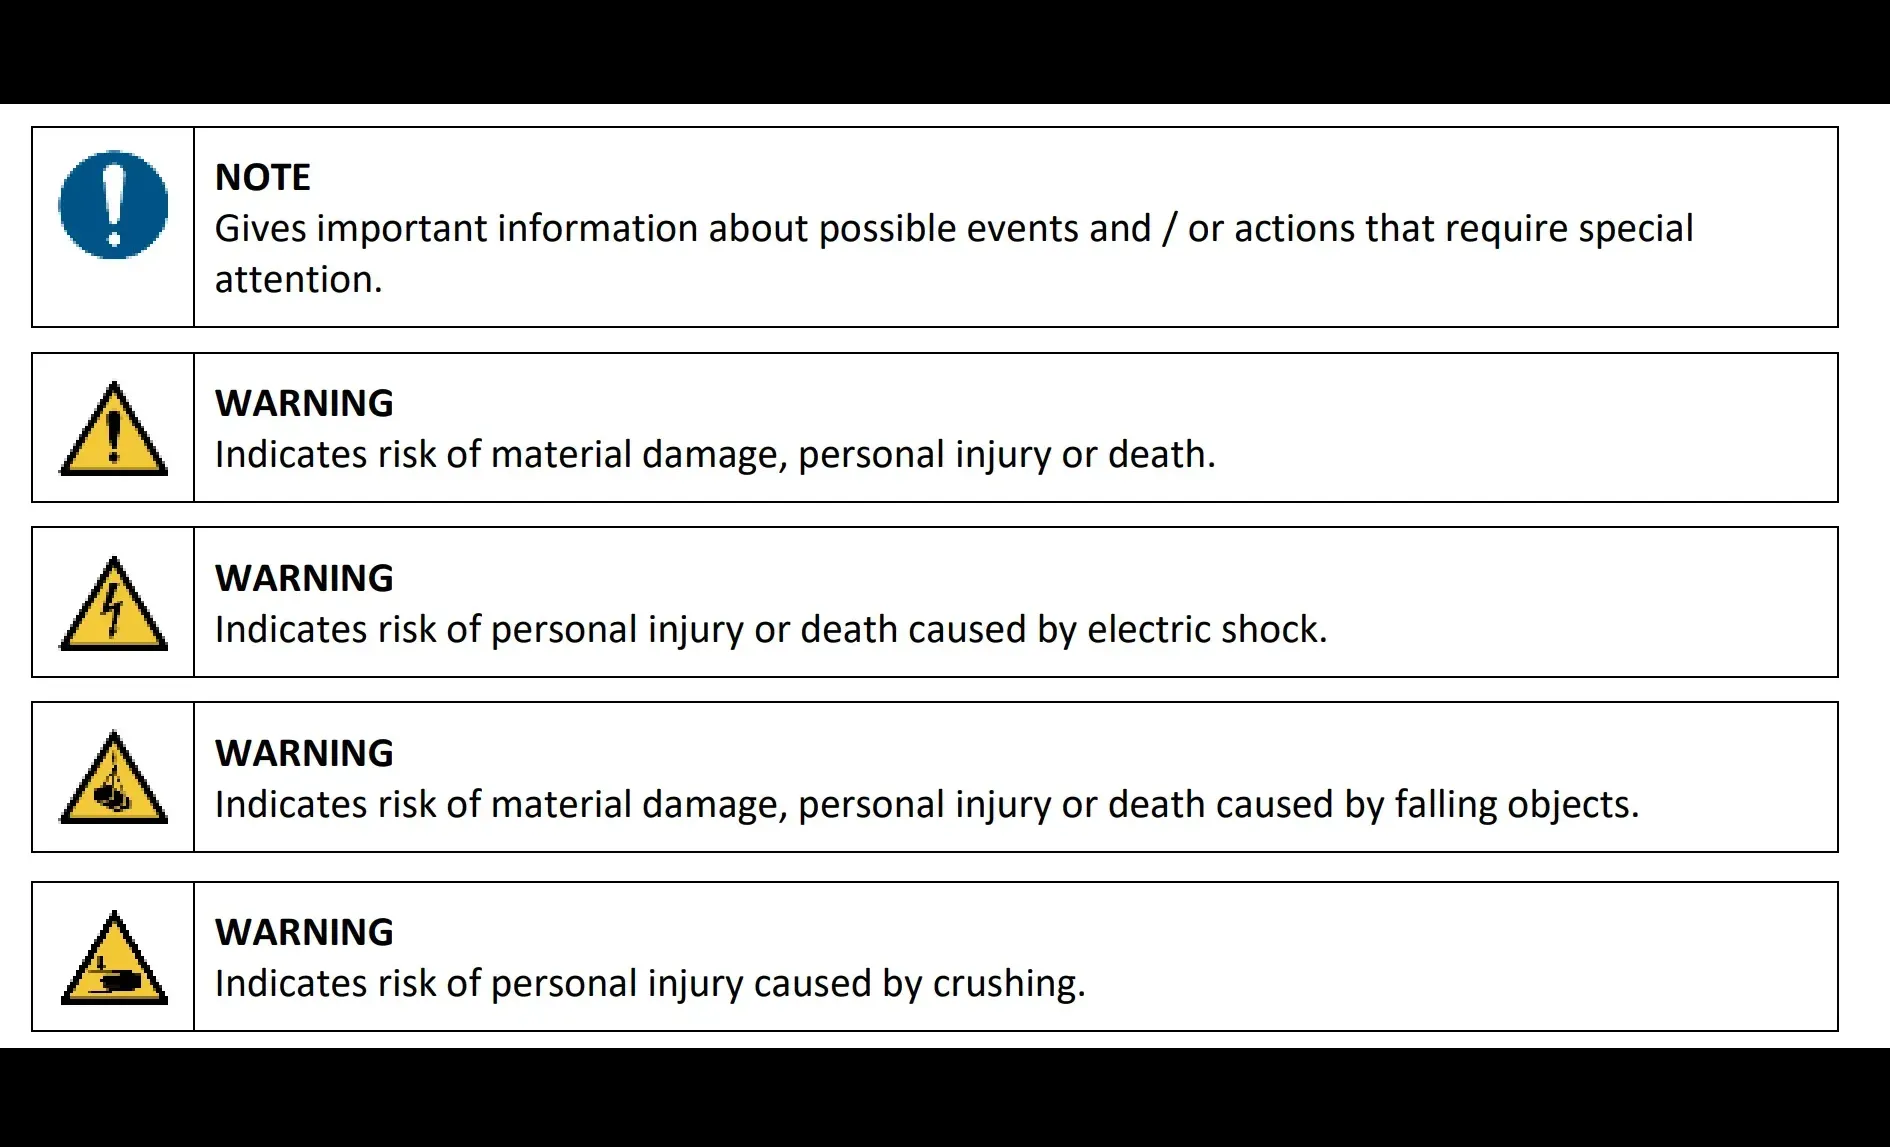 NOTE
Gives important information about possible events and / or actions that require special
attention.
WARNING
Indicates risk of material damage, personal injury or death.
WARNING
Indicates risk of personal injury or death caused by electric shock.
WARNING
Indicates risk of material damage, personal injury or death caused by falling objects.
WARNING
Indicates risk of personal injury caused by crushing.